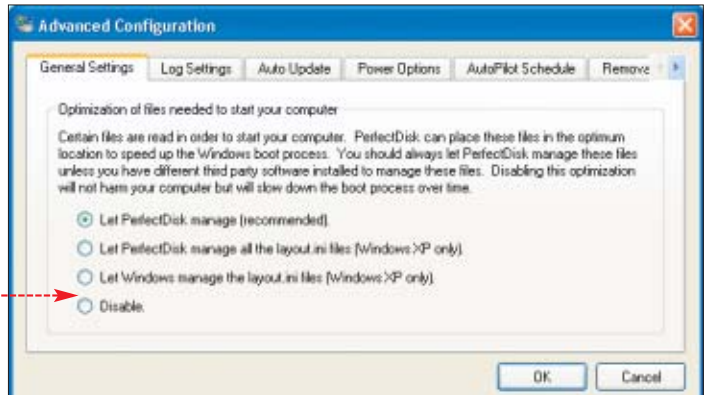 Advanced Configuration
General Settings Log Settings Auto Update Power Options AutoPilot Schedule Remova
Optimization of files needed to start your computer
Certain files are read in order to start your computer. PerfectDisk can place these files in the optimum
location to speed up the Windows boot process. You should always let PerfectDisk manage these files
unless you have different third party software installed to manage these files. Disabling this optimization
will not harm your computer but will slow down the boot process over time.
Let PerfectDisk manage (recommended).
Let PerfectDisk manage all the layout.ini files (Windows XP only).
Let Windows manage the layout.ini files (Windows XP only).
Disable.
OK Cancel